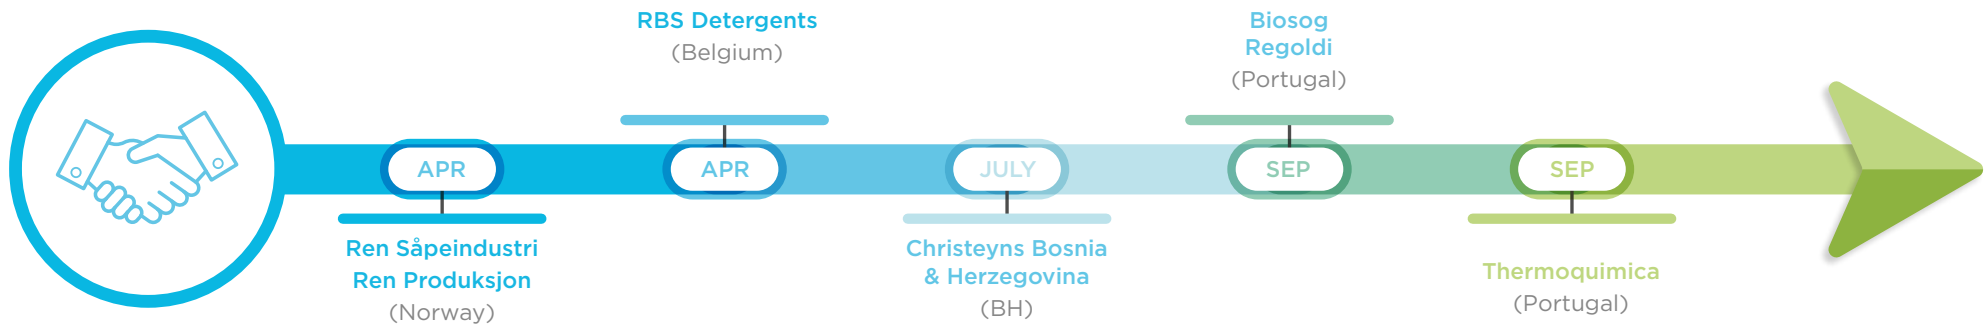 RBS Detergents
(Belgium)
Biosog
Regoldi
(Portugal)
APR
APR
JULY
SEP
SEP
Ren Såpeindustri
Ren Produksjon
(Norway)
Christeyns Bosnia
& Herzegovina
(BH)
Thermoquimica
(Portugal)